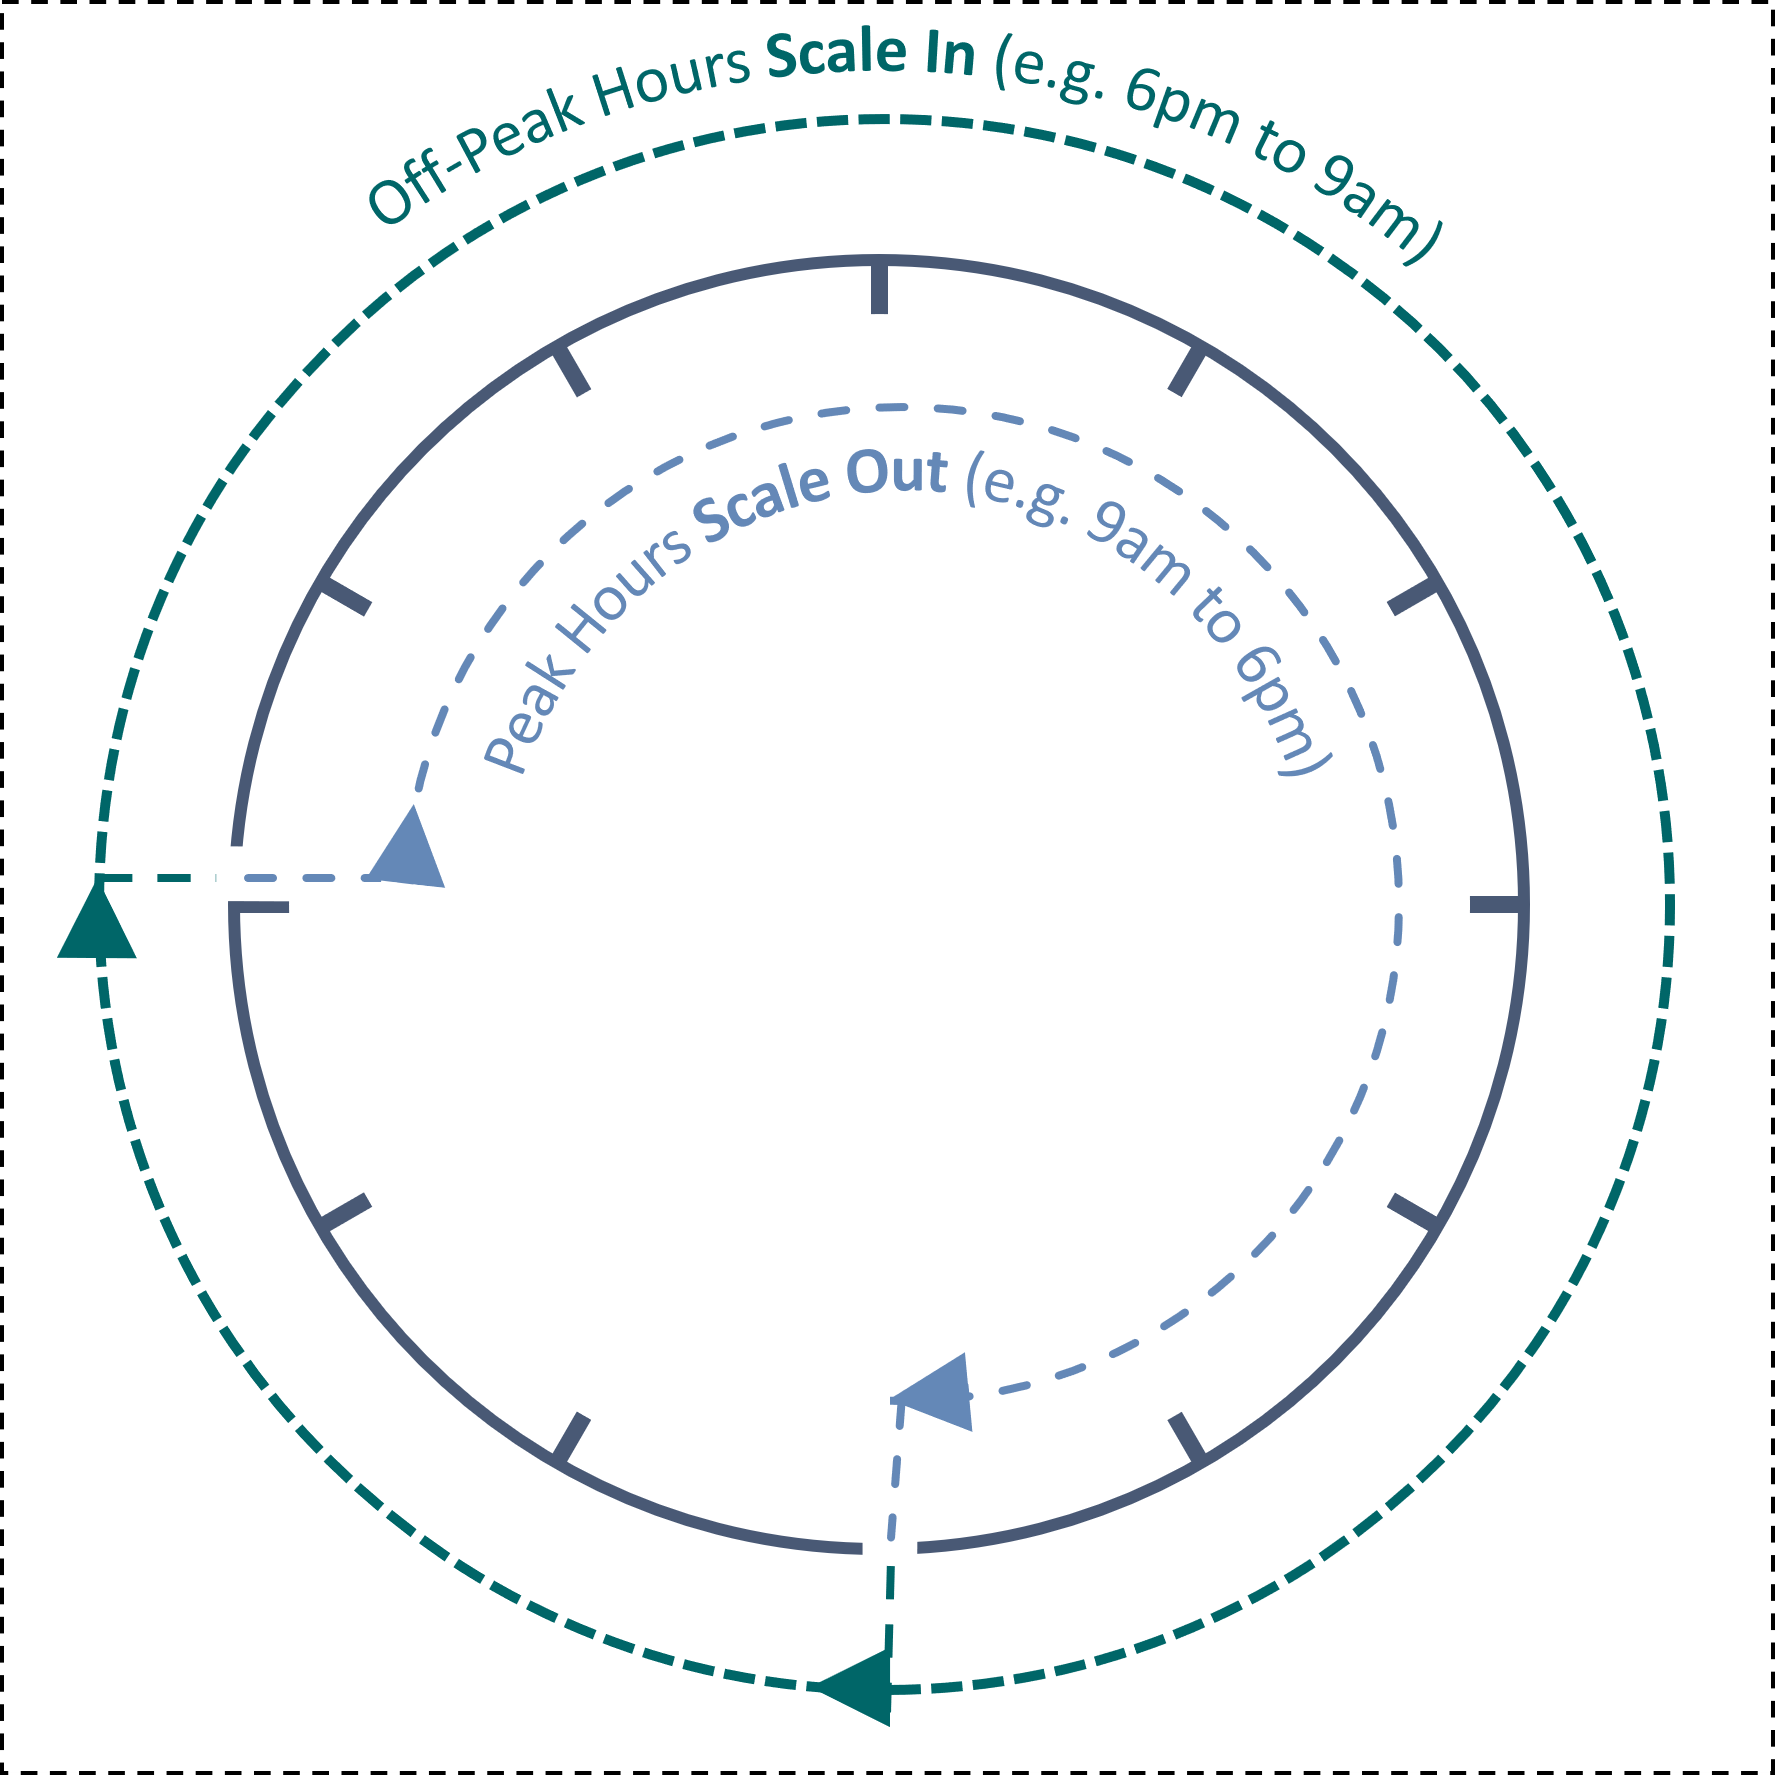 Off-Peak Hours Scale In (e.g. 6pm to 9am)
Peak Hours Scale Out (e.g. 9am to 6pm)